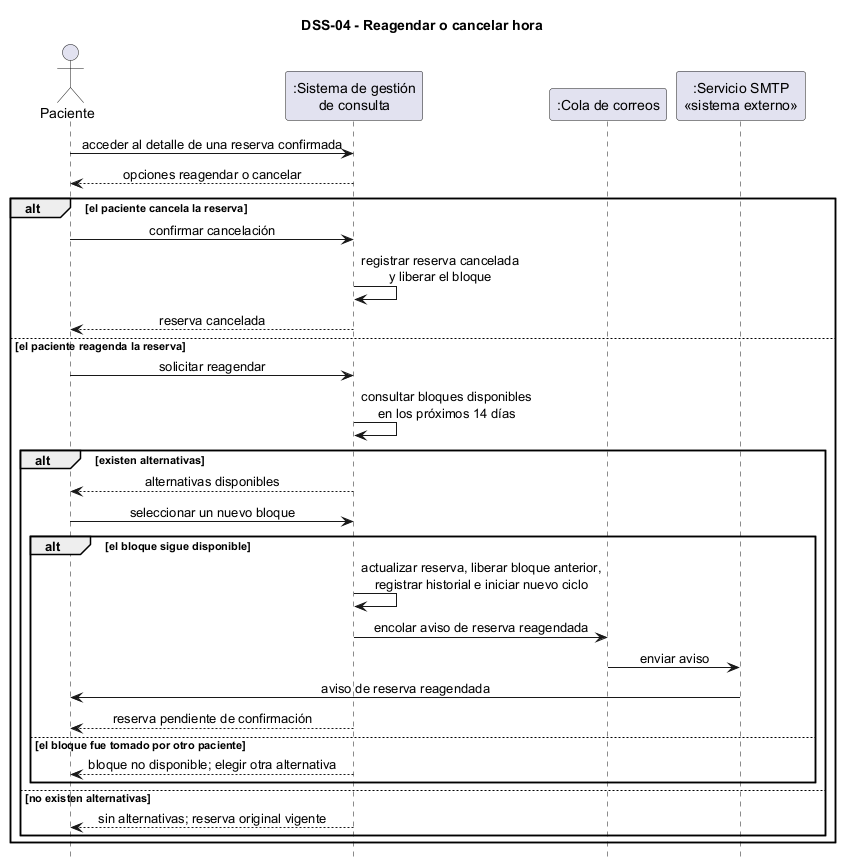 DSS-04 - Reagendar o cancelar hora
Paciente
:Sistema de gestión
de consulta
:Cola de correos
:Servicio SMTP
«sistema externo»
acceder al detalle de una reserva confirmada
opciones reagendar o cancelar
alt [el paciente cancela la reserva]
confirmar cancelación
registrar reserva cancelada
y liberar el bloque
reserva cancelada
[el paciente reagenda la reserva]
solicitar reagendar
consultar bloques disponibles
en los próximos 14 días
alt [existen alternativas]
alternativas disponibles
seleccionar un nuevo bloque
alt [el bloque sigue disponible]
actualizar reserva, liberar bloque anterior,
registrar historial e iniciar nuevo ciclo
encolar aviso de reserva reagendada
enviar aviso
aviso de reserva reagendada
reserva pendiente de confirmación
[el bloque fue tomado por otro paciente]
bloque no disponible; elegir otra alternativa
[no existen alternativas]
sin alternativas; reserva original vigente